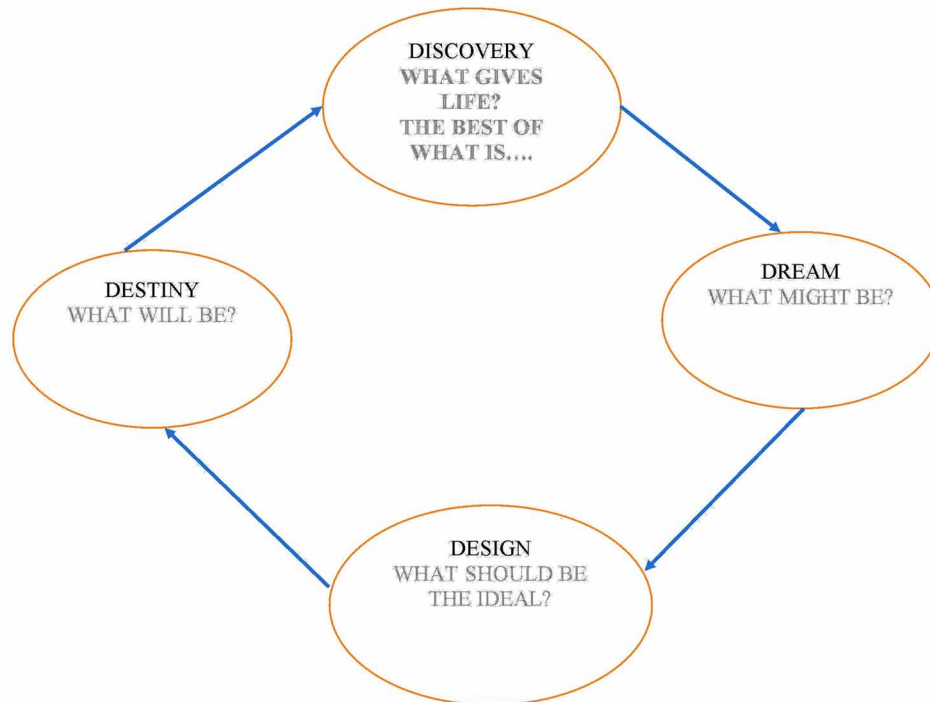 DISCOVERY
WHAT GIVES
LIFE?
THE BEST OF
WHAT IS....
DREAM
WHAT MIGHT BE?
DESIGN
WHAT SHOULD BE
THE IDEAL?
DESTINY
WHAT WILL BE?